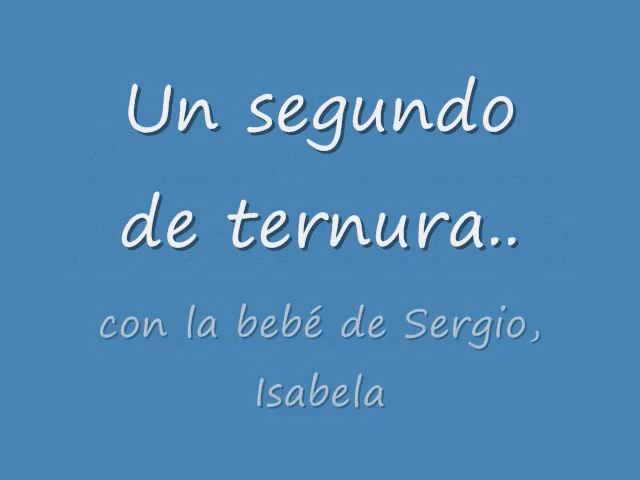 Un segundo
de ternura..
con la bebé de Sergio,
Isabela